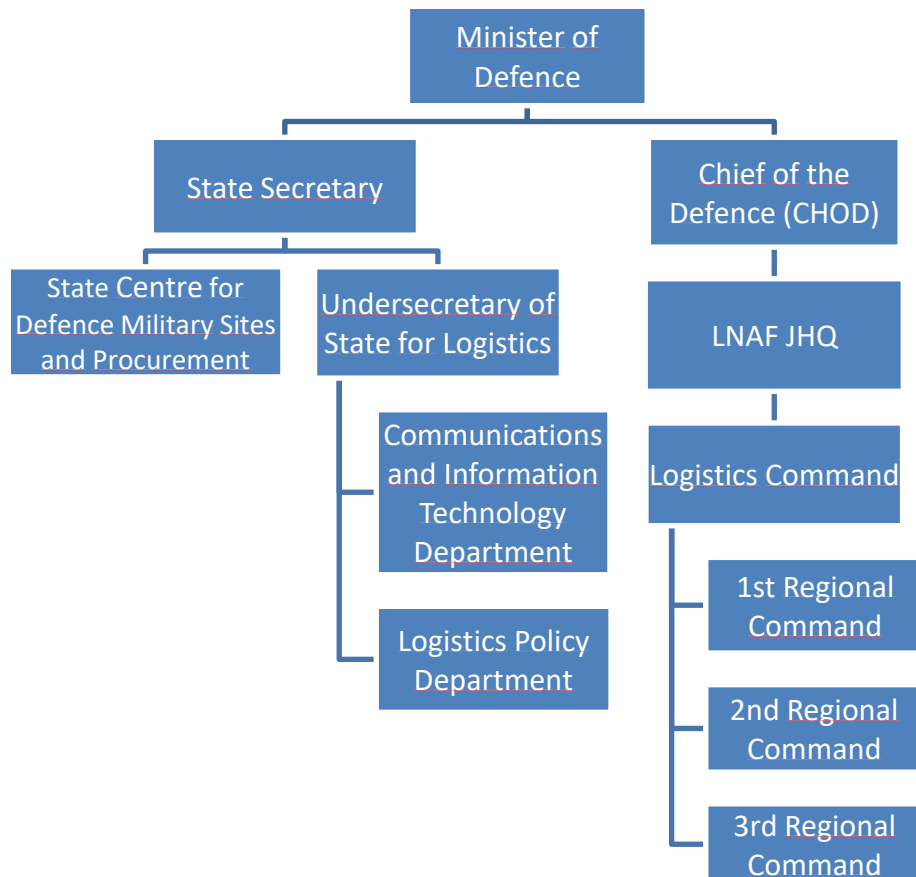 Minister of
Defence
State Secretary
Chief of the
Defence (CHOD)
State Centre for
Defence Military Sites
and Procurement
Undersecretary of
State for Logistics
LNAF JHQ
Communications
and Information
Technology
Department
Logistics Command
Logistics Policy
Department
1st Regional
Command
2nd Regional
Command
3rd Regional
Command